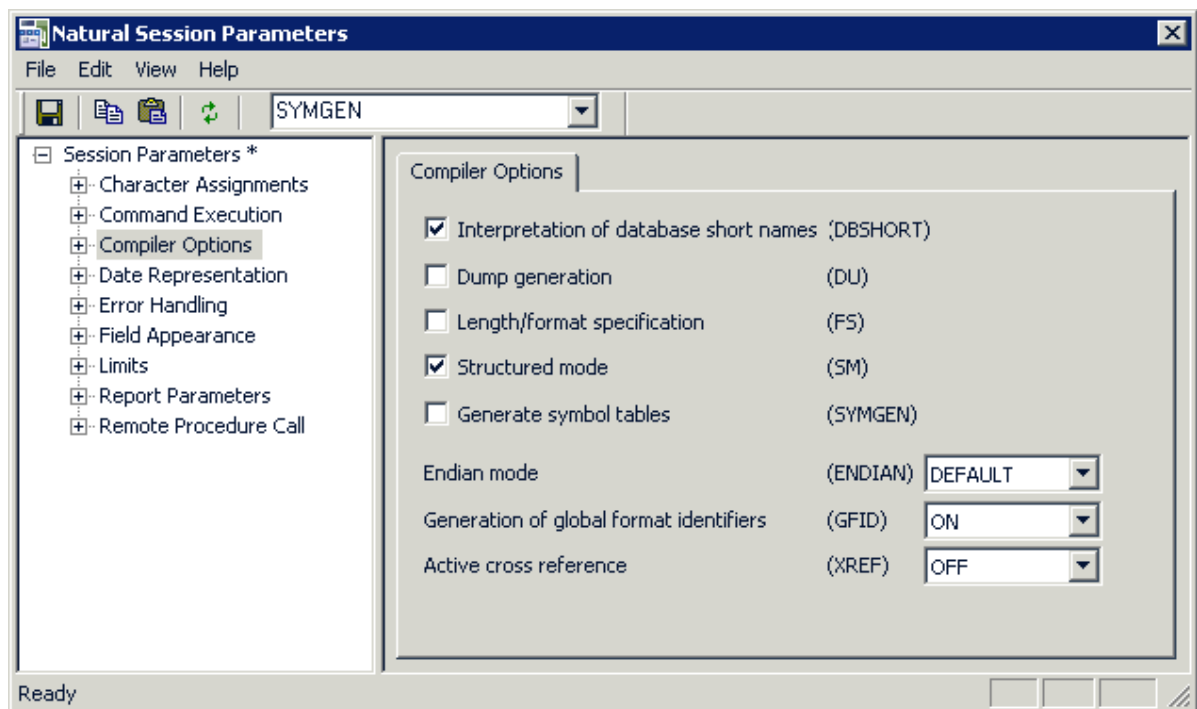 Natural Session Parameters
File Edit View Help
SYMGEN
Session Parameters *
Character Assignments
Command Execution
Compiler Options
Date Representation
Error Handling
Field Appearance
Limits
Report Parameters
Remote Procedure Call
Compiler Options
Interpretation of database short names (DBSHORT)
Dump generation (DU)
Length/format specification (FS)
Structured mode (SM)
Generate symbol tables (SYMGEN)
Endian mode (ENDIAN) DEFAULT
Generation of global format identifiers (GFID) ON
Active cross reference (XREF) OFF
Ready